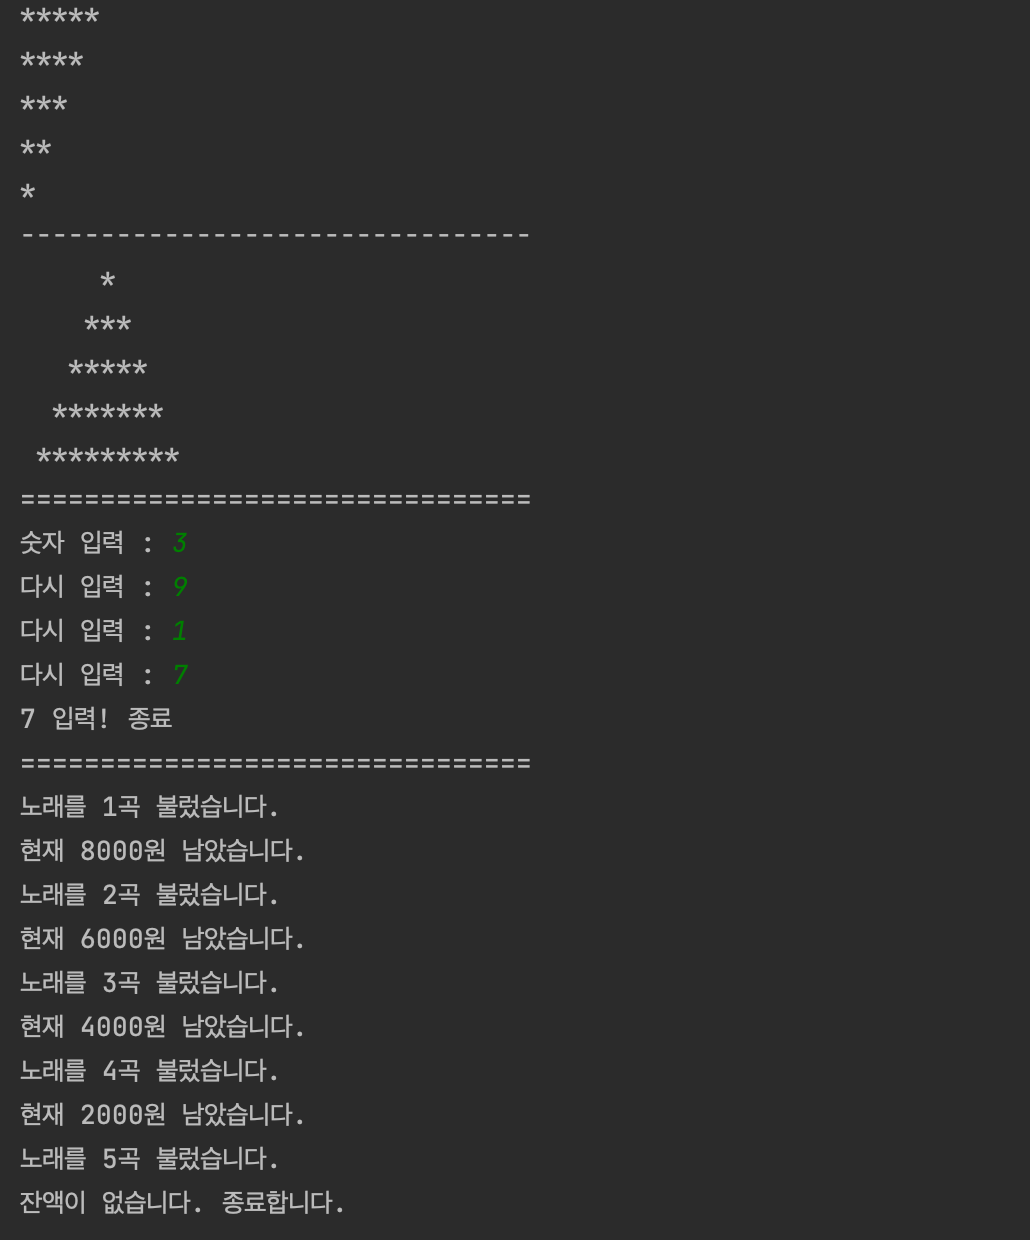 *****
****
***
**
*
--------------------------------
     *
    ***
   *****
  *******
 *********
================================
숫자 입력 : 3
다시 입력 : 9
다시 입력 : 1
다시 입력 : 7
7 입력! 종료
================================
노래를 1곡 불렀습니다.
현재 8000원 남았습니다.
노래를 2곡 불렀습니다.
현재 6000원 남았습니다.
노래를 3곡 불렀습니다.
현재 4000원 남았습니다.
노래를 4곡 불렀습니다.
현재 2000원 남았습니다.
노래를 5곡 불렀습니다.
잔액이 없습니다. 종료합니다.